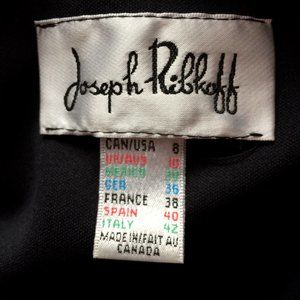 Joseph Ribkoff
CAN/USA 8
UK/AUS 10
MEXICO
GER 36
FRANCE 38
SPAIN 40
ITALY 42
MADE IN/FAIT AU
CANADA